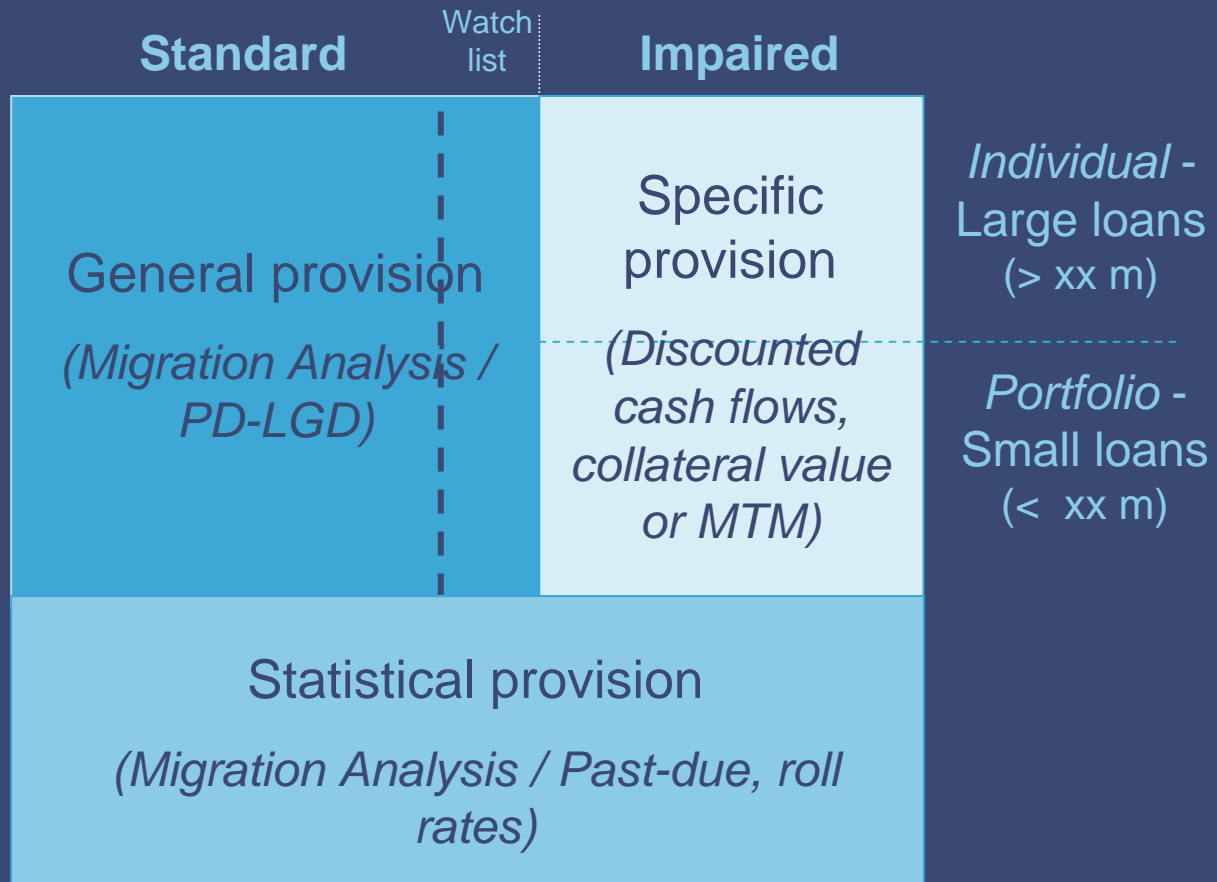 Standard
Watch
list
Impaired
General provision
(Migration Analysis /
PD-LGD)
Specific
provision
(Discounted
cash flows,
collateral value
or MTM)
Individual -
Large loans
(> xx m)
Portfolio -
Small loans
(<  xx m)
Statistical provision
(Migration Analysis / Past-due, roll
rates)